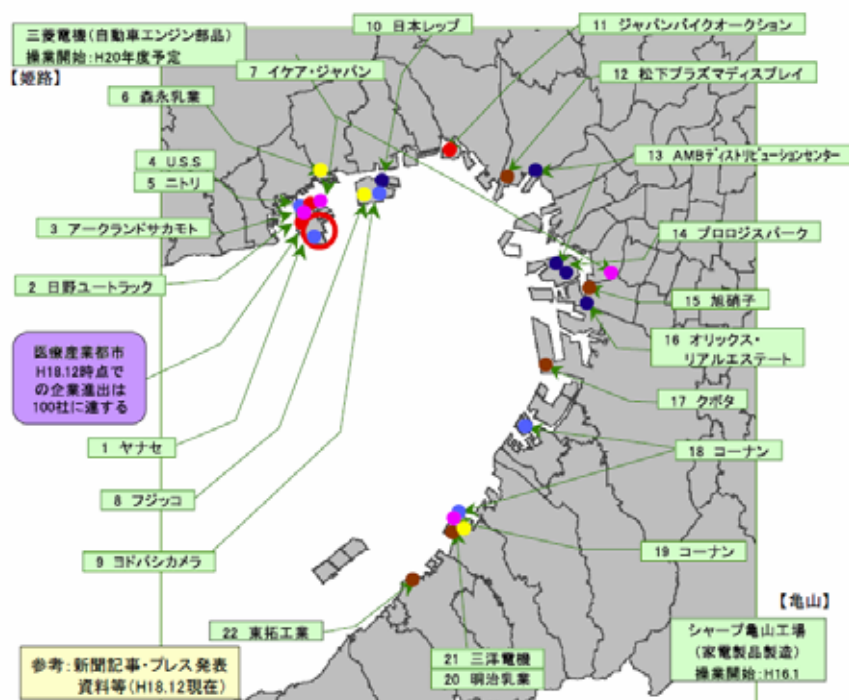 10 日本レップ
11 ジャパンバイクオークション
三菱電機(自動車エンジン部品)
操業開始:H20年度予定
【姫路】
7 イケア・ジャパン
12 松下プラズマディスプレイ
6 森永乳業
4 USS
5 ニトリ
13 AMBディストリビューションセンター
3 アークランドサカモト
14 プロロジスパーク
2 日野ユートラック
15 旭硝子
16 オリックス・
リアルエステート
医療産業都市
H18.12時点で
の企業進出は
100社に達する
17 クボタ
1 ヤナセ
18 コーナン
8 フジッコ
19 コーナン
9 ヨドバシカメラ
【亀山】
22 東拓工業
シャープ亀山工場
(家電製品製造)
操業開始:H16.1
21 三洋電機
20 明治乳業
参考:新聞記事・プレス発表
資料等(H18.12現在)